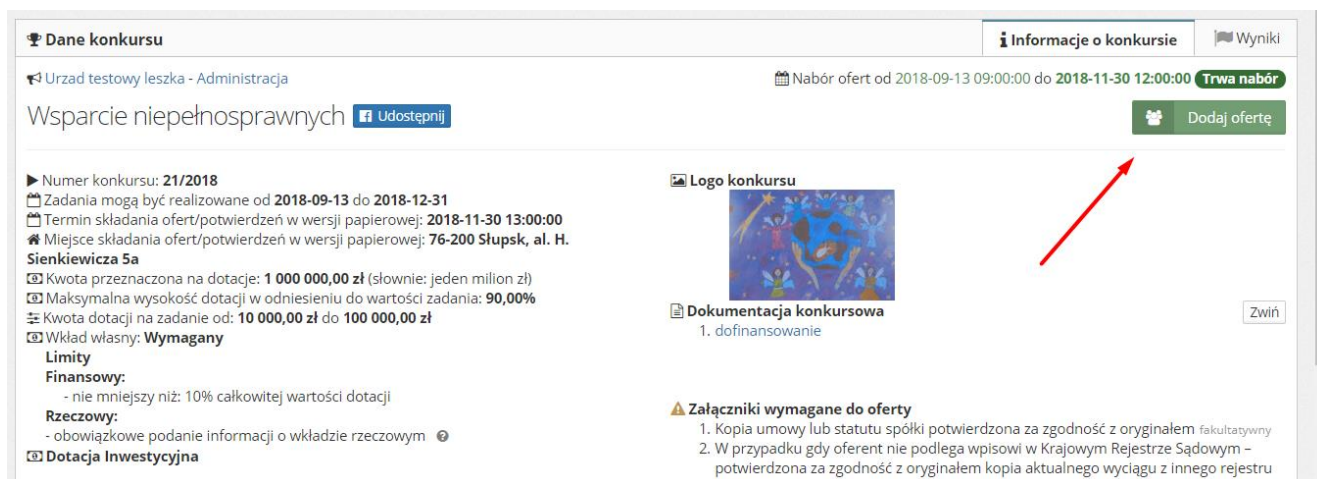 Dane konkursu
Informacje o konkursie
Wyniki
Urzad testowy leszka - Administracja
Nabór ofert od 2018-09-13 09:00:00 do 2018-11-30 12:00:00 Trwa nabór
Wsparcie niepełnosprawnych Udostępnij
Dodaj ofertę
Numer konkursu: 21/2018
Zadania mogą być realizowane od 2018-09-13 do 2018-12-31
Termin składania ofert/potwierdzeń w wersji papierowej: 2018-11-30 13:00:00
Miejsce składania ofert/potwierdzeń w wersji papierowej: 76-200 Słupsk, al. H.
Sienkiewicza 5a
Kwota przeznaczona na dotacje: 1 000 000,00 zł (słownie: jeden milion zł)
Maksymalna wysokość dotacji w odniesieniu do wartości zadania: 90,00%
Kwota dotacji na zadanie od: 10 000,00 zł do 100 000,00 zł
Wkład własny: Wymagany
Limity
Finansowy:
- nie mniejszy niż: 10% całkowitej wartości dotacji
Rzeczowy:
- obowiązkowe podanie informacji o wkładzie rzeczowym
Dotacja Inwestycyjna
Logo konkursu
Dokumentacja konkursowa
Zwiń
1. dofinansowanie
Załączniki wymagane do oferty
1. Kopia umowy lub statutu spółki potwierdzona za zgodność z oryginałem fakultatywny
2. W przypadku gdy oferent nie podlega wpisowi w Krajowym Rejestrze Sądowym –
potwierdzona za zgodność z oryginałem kopia aktualnego wyciągu z innego rejestru